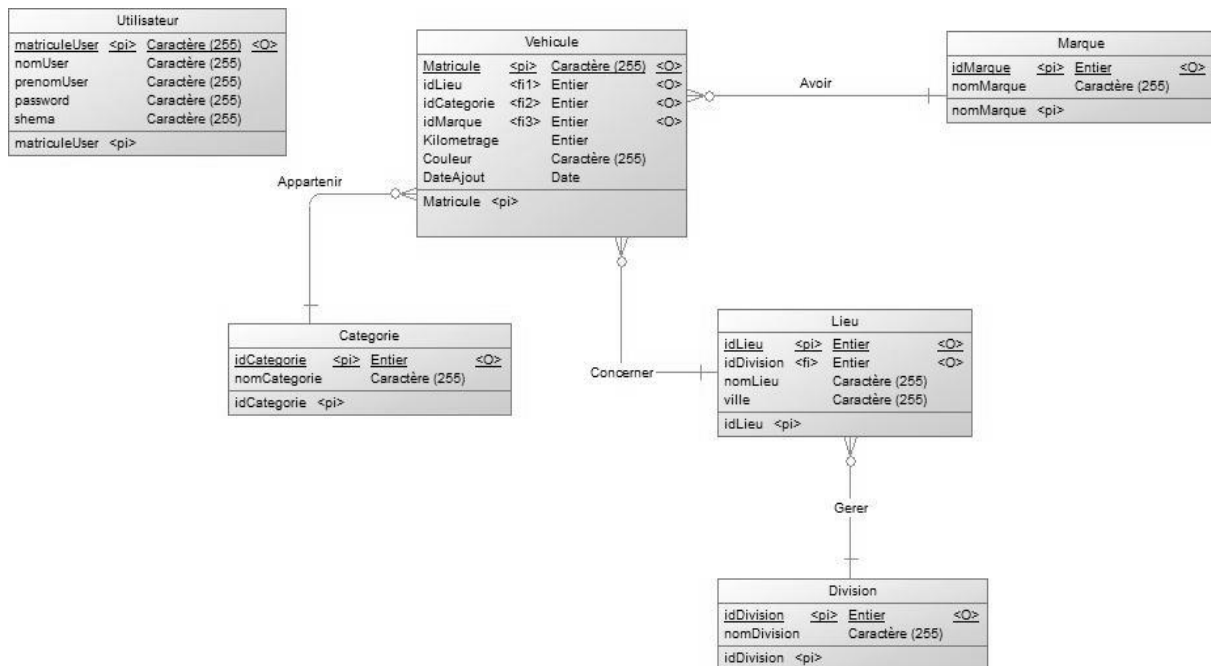 Utilisateur
matriculeUser <pi> Caractère (255) <O>
nomUser Caractère (255)
prenomUser Caractère (255)
password Caractère (255)
shema Caractère (255)
matriculeUser <pi>
Vehicule
Matricule <pi> Caractère (255) <O>
idLieu <fi1> Entier <O>
idCategorie <fi2> Entier <O>
idMarque <fi3> Entier <O>
Kilometrage Entier
Couleur Caractère (255)
DateAjout Date
Matricule <pi>
Avoir
Marque
idMarque <pi> Entier <O>
nomMarque Caractère (255)
nomMarque <pi>
Appartenir
Categorie
idCategorie <pi> Entier <O>
nomCategorie Caractère (255)
idCategorie <pi>
Concerner
Lieu
idLieu <pi> Entier <O>
idDivision <fi> Entier <O>
nomLieu Caractère (255)
ville Caractère (255)
idLieu <pi>
Gerer
Division
idDivision <pi> Entier <O>
nomDivision Caractère (255)
idDivision <pi>